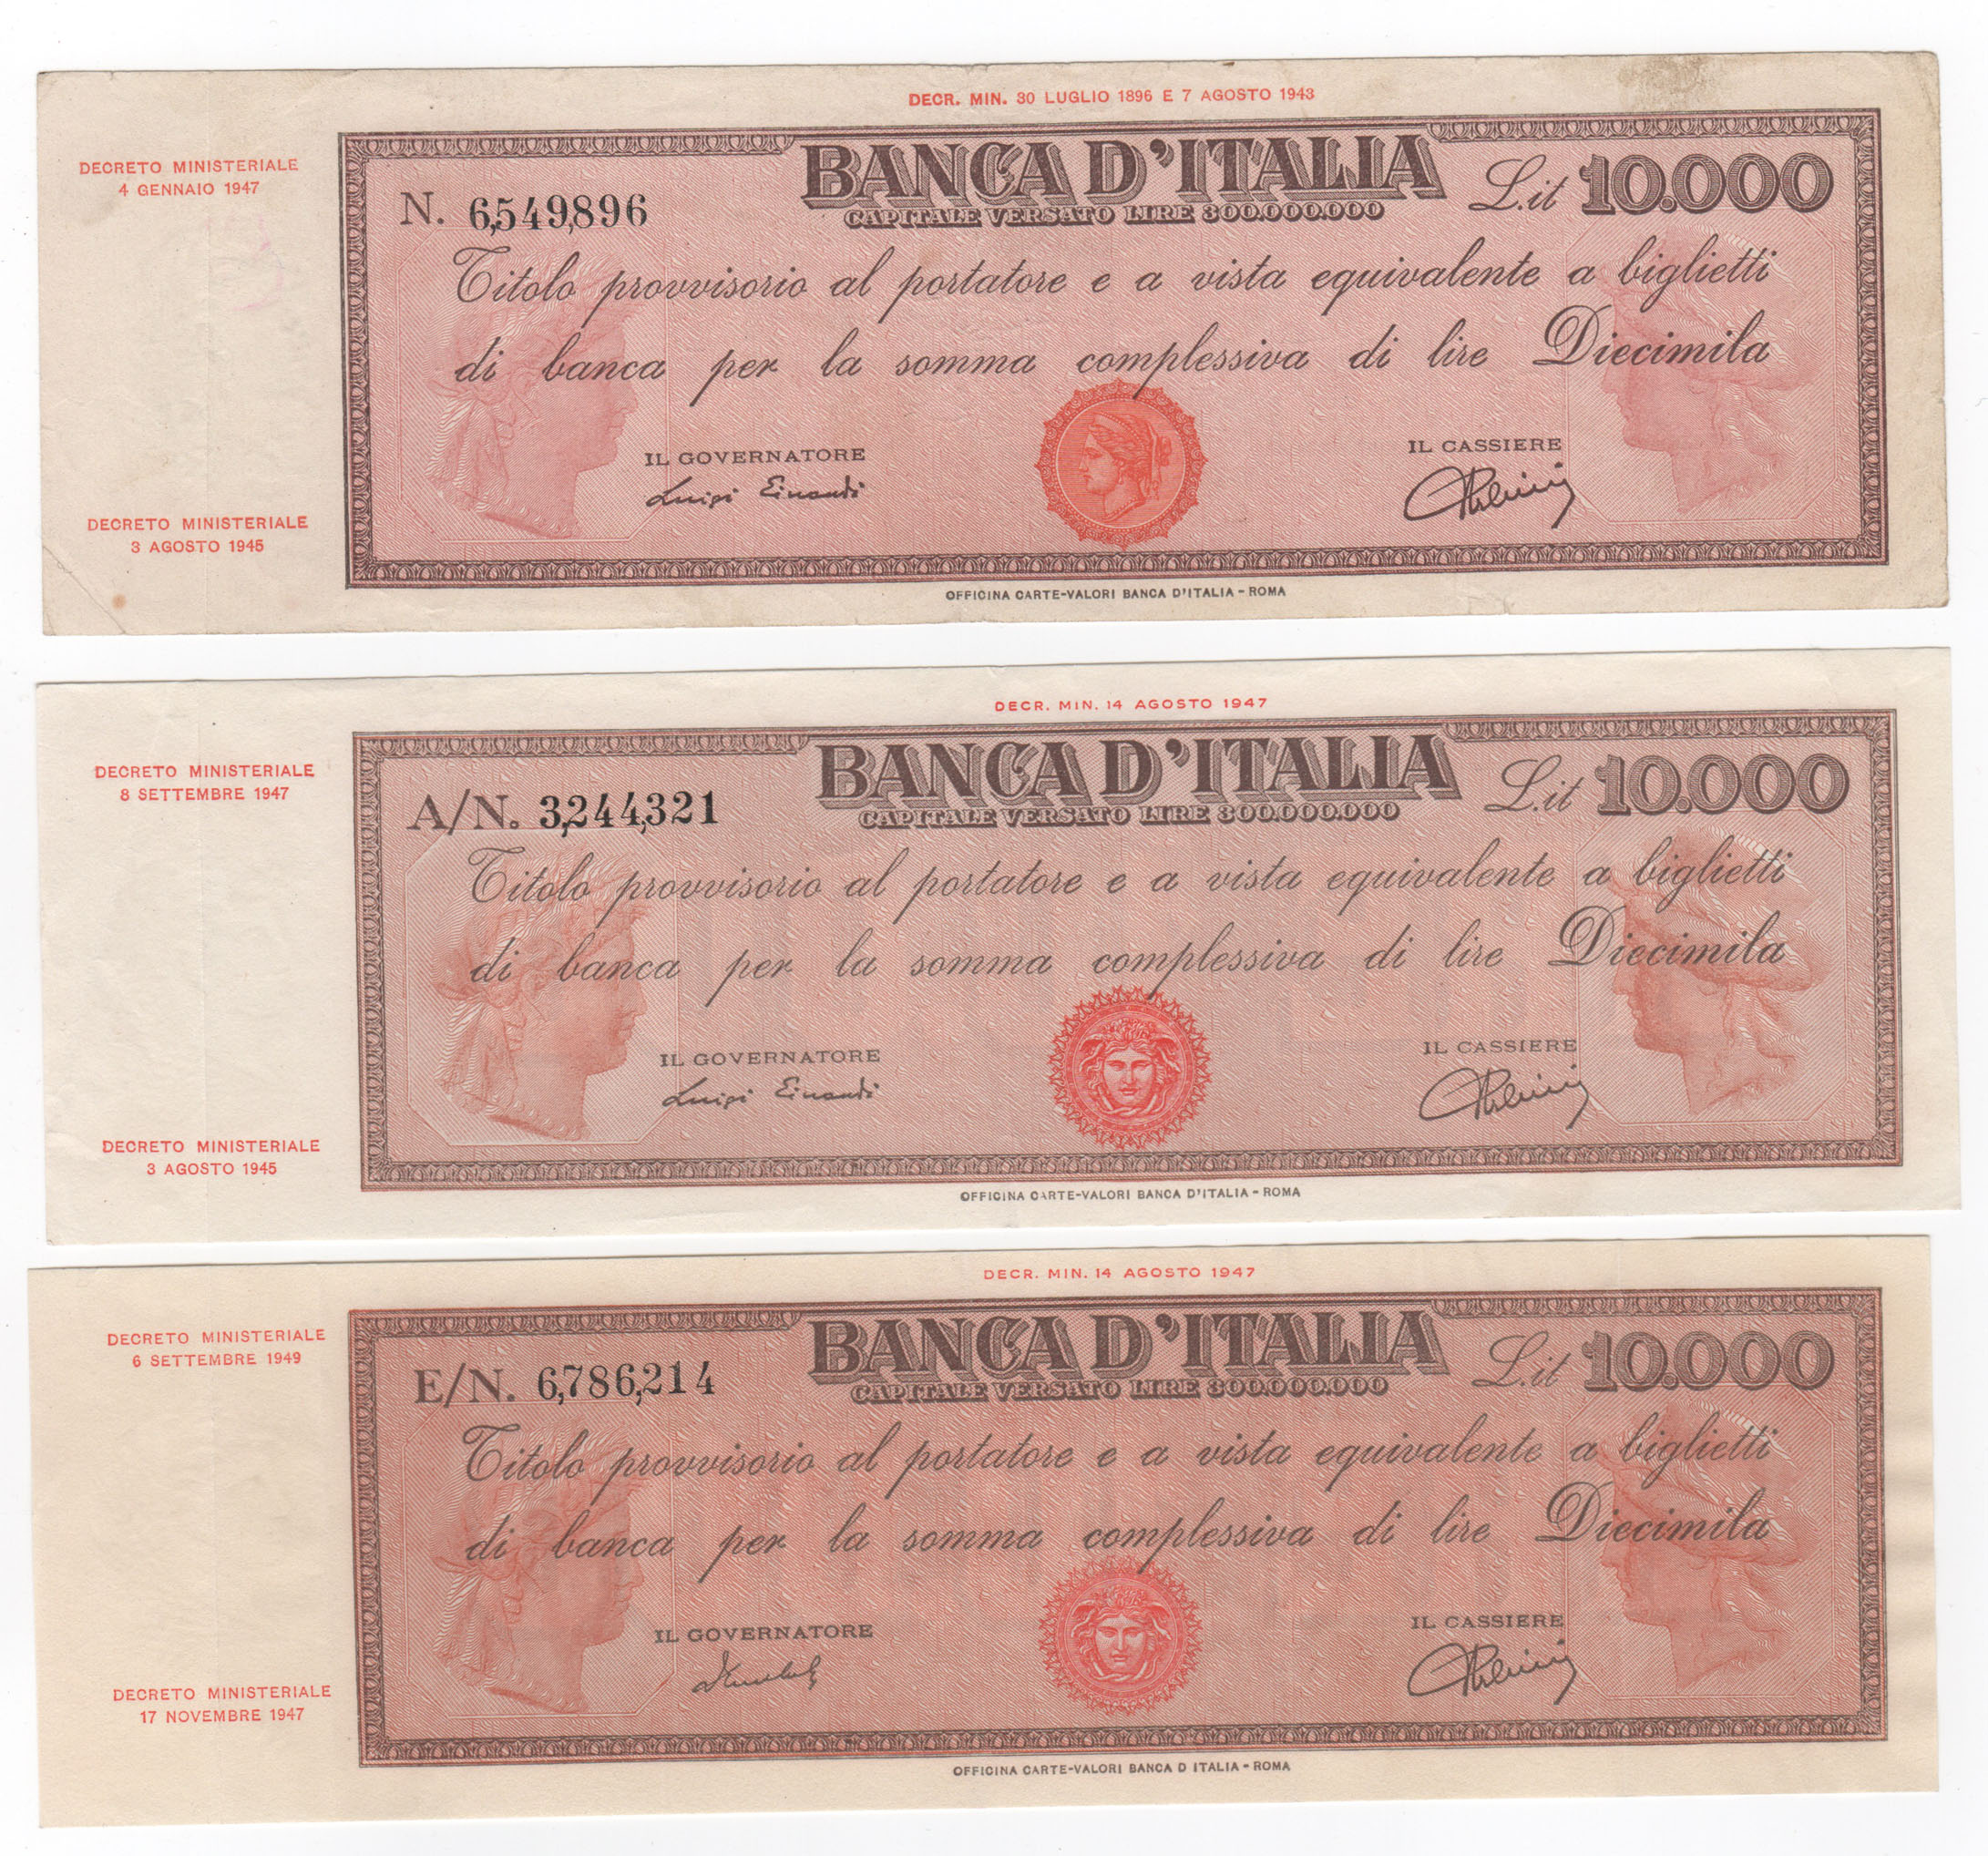 DECR. MIN. 30 LUGLIO 1896 E 7 AGOSTO 1943
DECRETO MINISTERIALE
4 GENNAIO 1947
BANCA D'ITALIA
CAPITALE VERSATO LIRE 300.000.000
L.it 10.000
N. 6,549,896
Titolo provvisorio al portatore e a vista equivalente a biglietti
di banca per la somma complessiva di lire Diecimila
IL GOVERNATORE
Luigi Einaudi
IL CASSIERE
DECRETO MINISTERIALE
3 AGOSTO 1945
OFFICINA CARTE-VALORI BANCA D'ITALIA - ROMA
DECR. MIN. 14 AGOSTO 1947
DECRETO MINISTERIALE
8 SETTEMBRE 1947
BANCA D'ITALIA
CAPITALE VERSATO LIRE 300.000.000
L.it 10.000
A/N. 3,244,321
Titolo provvisorio al portatore e a vista equivalente a biglietti
di banca per la somma complessiva di lire Diecimila
IL GOVERNATORE
Luigi Einaudi
IL CASSIERE
DECRETO MINISTERIALE
3 AGOSTO 1945
OFFICINA CARTE-VALORI BANCA D'ITALIA - ROMA
DECR. MIN. 14 AGOSTO 1947
DECRETO MINISTERIALE
6 SETTEMBRE 1949
BANCA D'ITALIA
CAPITALE VERSATO LIRE 300.000.000
L.it 10.000
E/N. 6,786,214
Titolo provvisorio al portatore e a vista equivalente a biglietti
di banca per la somma complessiva di lire Diecimila
IL GOVERNATORE
IL CASSIERE
DECRETO MINISTERIALE
17 NOVEMBRE 1947
OFFICINA CARTE-VALORI BANCA D ITALIA - ROMA